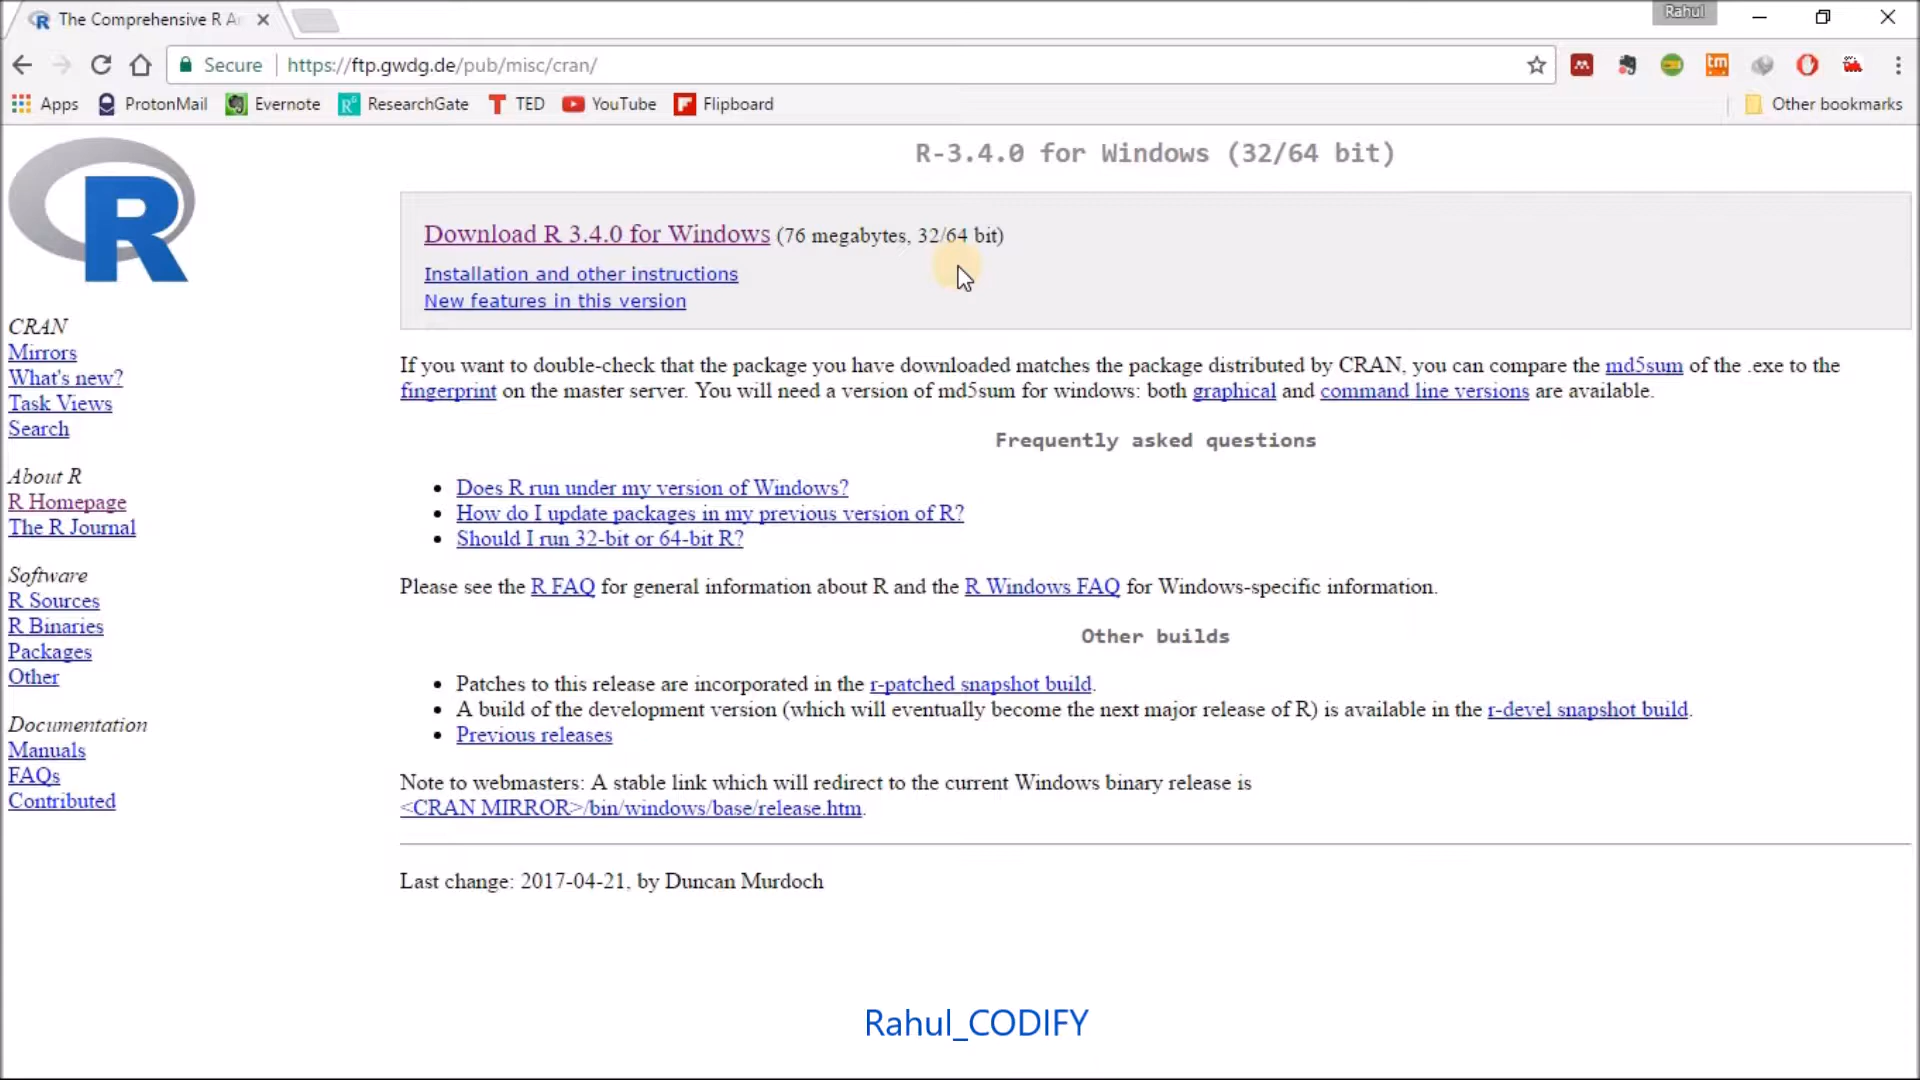 The Comprehensive R Ar
Rahul
Secure https://ftp.gwdg.de/pub/misc/cran/
Apps ProtonMail Evernote ResearchGate TED YouTube Flipboard Other bookmarks
R
R-3.4.0 for Windows (32/64 bit)
Download R 3.4.0 for Windows (76 megabytes, 32/64 bit)
Installation and other instructions
New features in this version
CRAN
Mirrors
What's new?
Task Views
Search
About R
R Homepage
The R Journal
Software
R Sources
R Binaries
Packages
Other
Documentation
Manuals
FAQs
Contributed
If you want to double-check that the package you have downloaded matches the package distributed by CRAN, you can compare the md5sum of the .exe to the
fingerprint on the master server. You will need a version of md5sum for windows: both graphical and command line versions are available.
Frequently asked questions
Does R run under my version of Windows?
How do I update packages in my previous version of R?
Should I run 32-bit or 64-bit R?
Please see the R FAQ for general information about R and the R Windows FAQ for Windows-specific information.
Other builds
Patches to this release are incorporated in the r-patched snapshot build.
A build of the development version (which will eventually become the next major release of R) is available in the r-devel snapshot build.
Previous releases
Note to webmasters: A stable link which will redirect to the current Windows binary release is
<CRAN MIRROR>/bin/windows/base/release.htm.
Last change: 2017-04-21, by Duncan Murdoch
Rahul_CODIFY